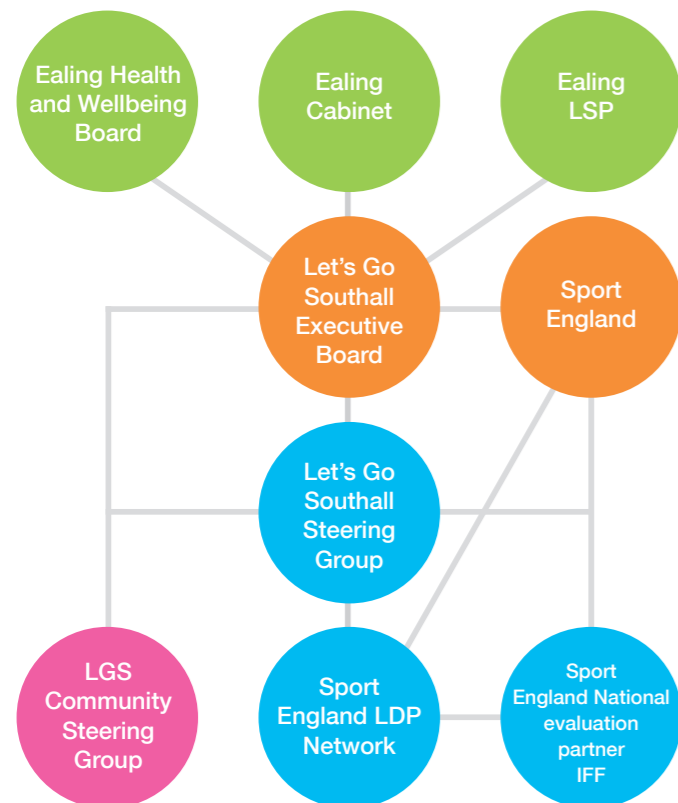 Ealing Health
and Wellbeing
Board
Ealing
Cabinet
Ealing
LSP
Let's Go
Southall
Executive
Board
Sport
England
Let's Go
Southall
Steering
Group
LGS
Community
Steering
Group
Sport
England LDP
Network
Sport
England National
evaluation
partner
IFF